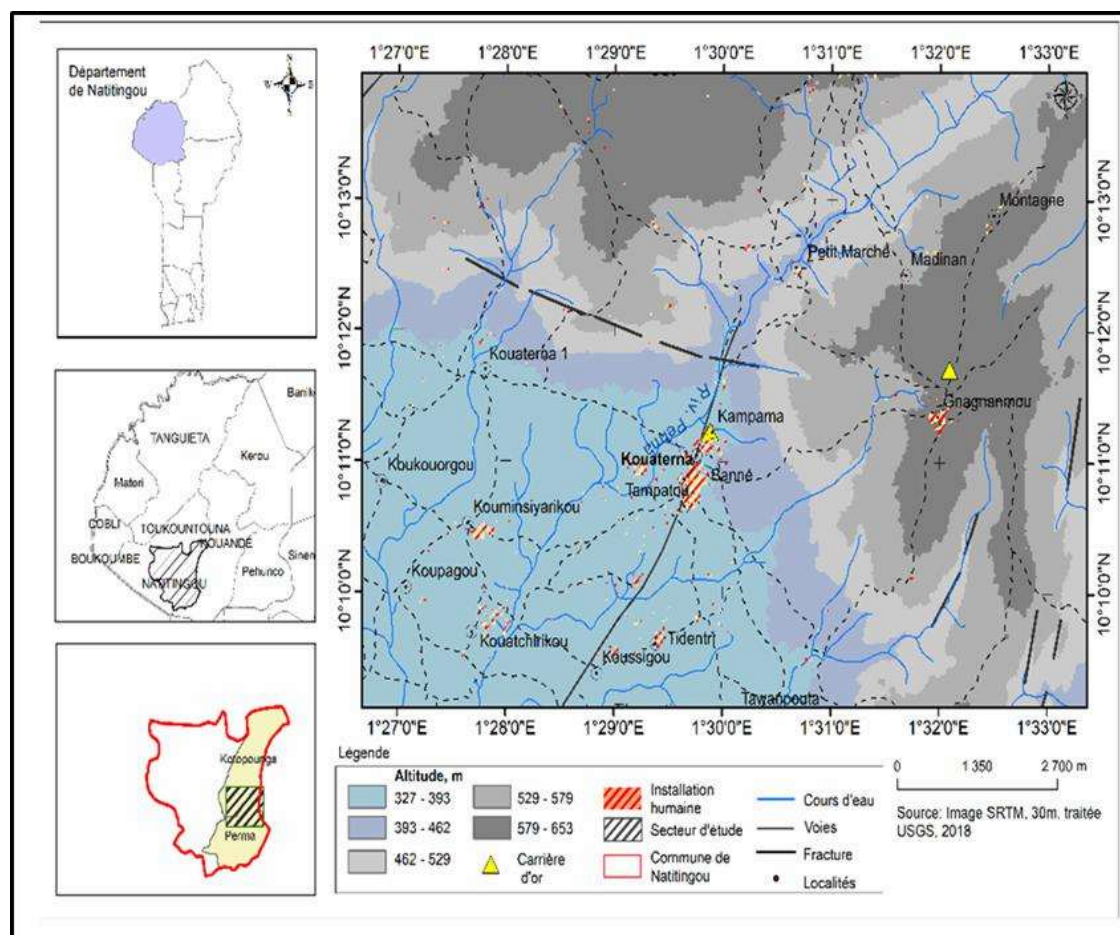 Département
de Natitingou
N
W
E
S
TANGUIETA
Kerou
Matori
COBLI
TOUKOUNTOUNA
KOUANDÉ
BOUKOUMBE
NATITINGOU
Pehunco
Kotopounga
Perma
1°27'0"E 1°28'0"E 1°29'0"E 1°30'0"E 1°31'0"E 1°32'0"E 1°33'0"E
10°13'0"N
10°12'0"N
10°11'0"N
10°10'0"N
10°13'0"N
10°12'0"N
10°11'0"N
10°10'0"N
Montagne
Petit Marché
Madinan
Kouaterna 1
Gnagnanmou
Kampama
Riv. Perma
Kouaterna
Koukouorgou
Banné
Tampatou
Kouminsiyarikou
Koupagou
Kouatchirikou
Tidentri
Koussigou
Tawanpouta
1°27'0"E 1°28'0"E 1°29'0"E 1°30'0"E 1°31'0"E 1°32'0"E 1°33'0"E
Légende
Altitude, m
327 - 393
393 - 462
462 - 529
529 - 579
579 - 653
Carrière
d'or
Installation
humaine
Secteur d'étude
Commune de
Natitingou
Cours d'eau
Voies
Fracture
Localités
0 1 350 2 700 m
Source: Image SRTM, 30m. traitée
USGS, 2018